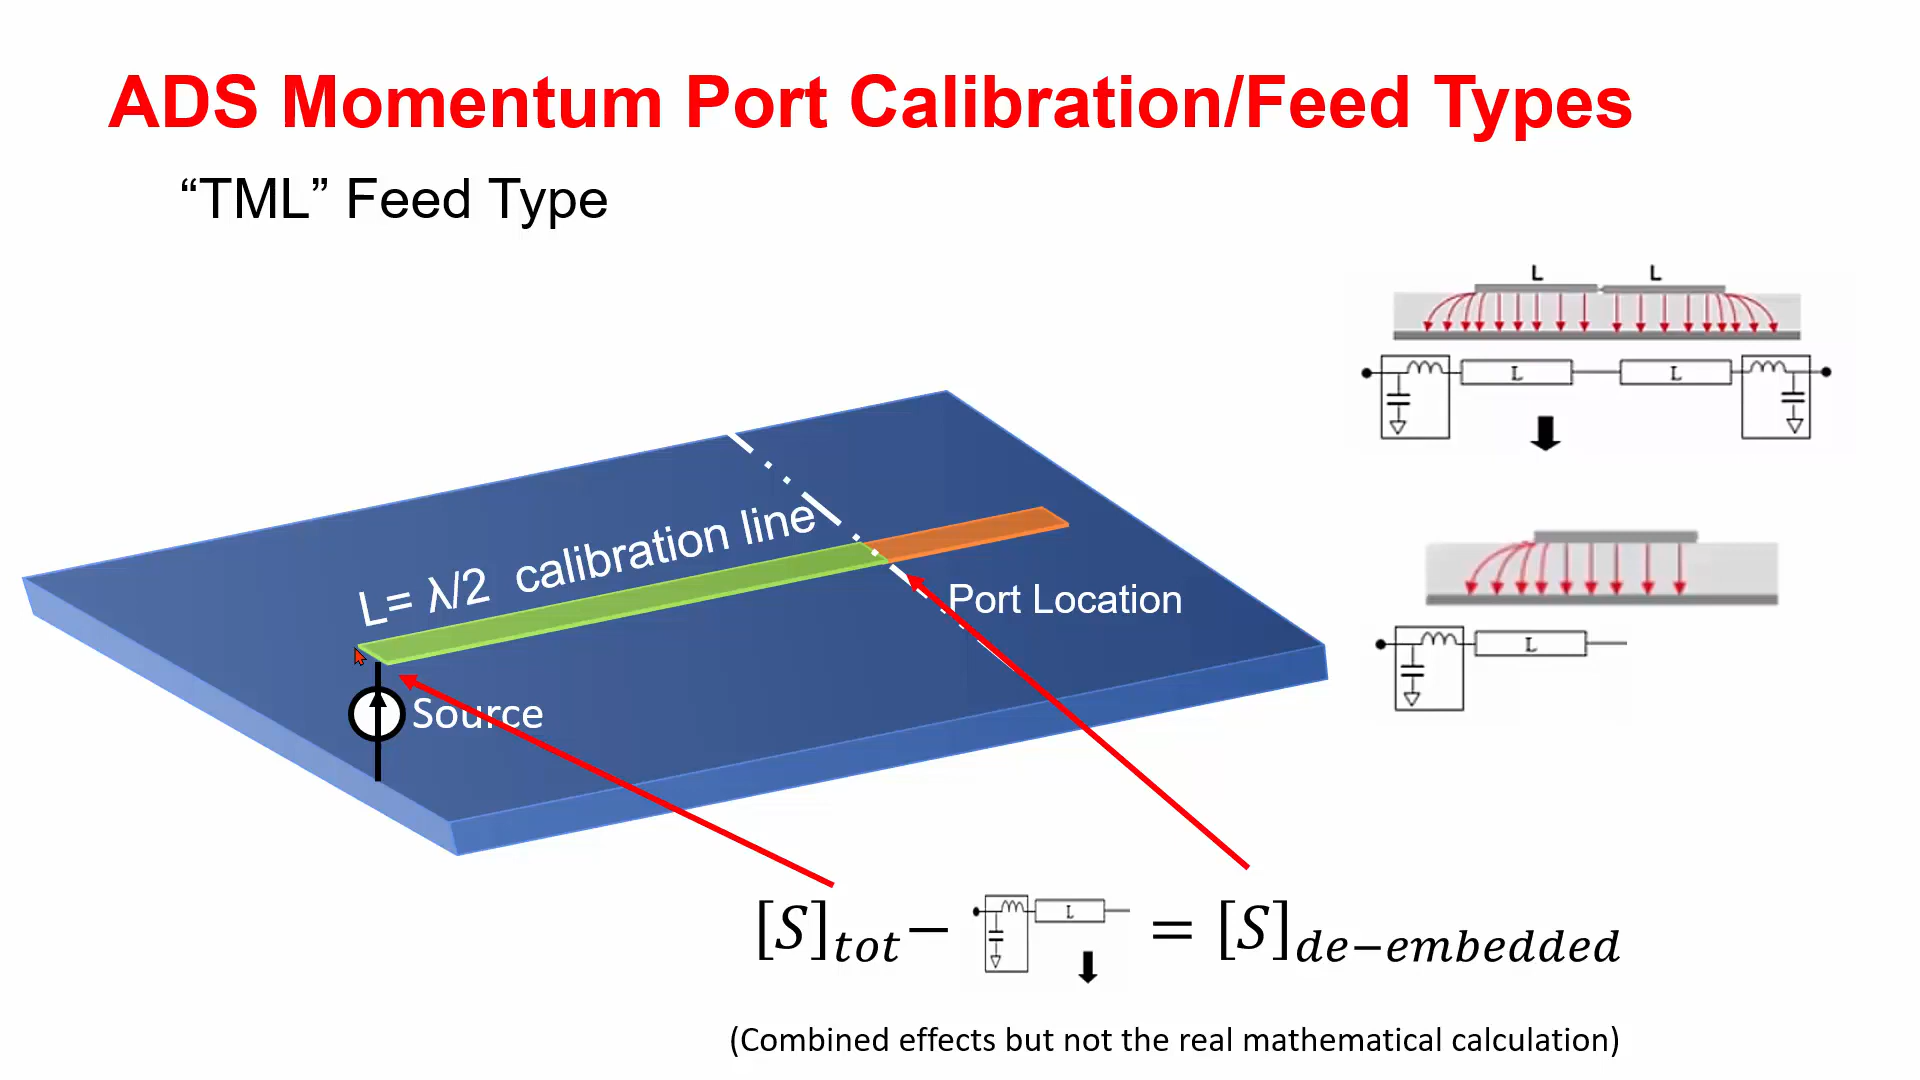 ADS Momentum Port Calibration/Feed Types
“TML” Feed Type
L L
L L
L= λ/2 calibration line
Port Location
L
Source
[S]tot− L = [S]de−embedded
(Combined effects but not the real mathematical calculation)